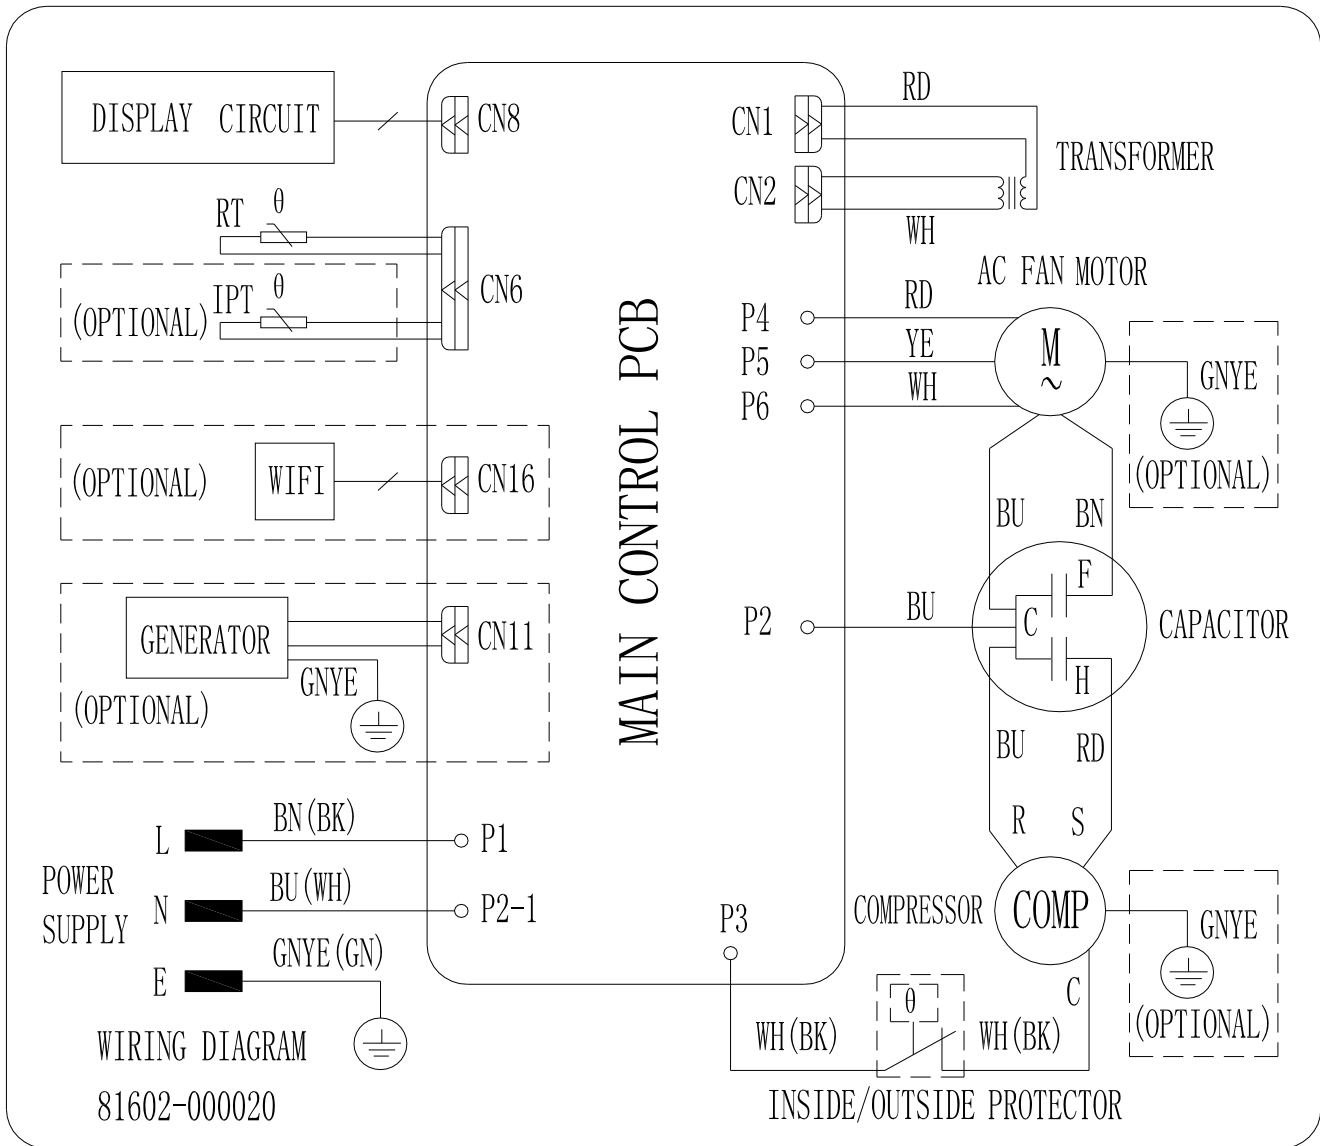 DISPLAY CIRCUIT
CN8
RT
θ
CN6
(OPTIONAL)
IPT
θ
(OPTIONAL)
WIFI
CN16
GENERATOR
CN11
GNYE
(OPTIONAL)
POWER
SUPPLY
L
BN(BK)
P1
N
BU(WH)
P2-1
E
GNYE(GN)
WIRING DIAGRAM
81602-000020
MAIN CONTROL PCB
CN1
RD
TRANSFORMER
CN2
WH
AC FAN MOTOR
P4
RD
P5
YE
P6
WH
M
~
GNYE
(OPTIONAL)
BU
BN
P2
BU
C
F
H
CAPACITOR
BU
RD
R
S
COMPRESSOR
COMP
GNYE
(OPTIONAL)
C
P3
θ
WH(BK)
WH(BK)
INSIDE/OUTSIDE PROTECTOR